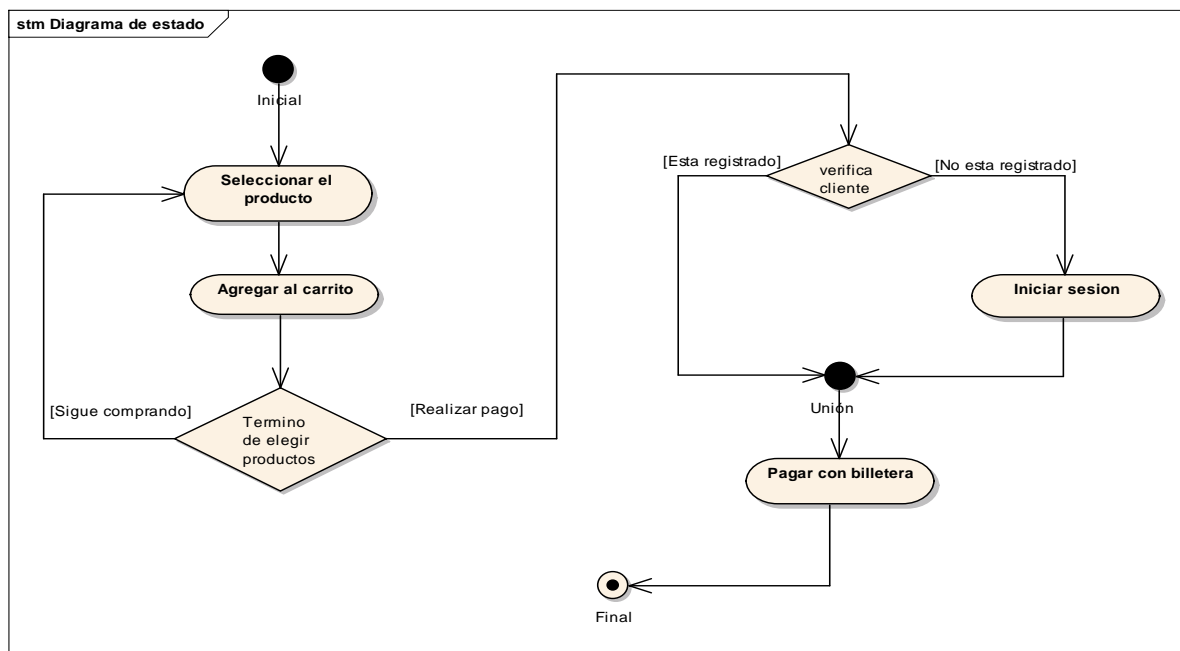 stm Diagrama de estado
Inicial
Seleccionar el
producto
Agregar al carrito
[Sigue comprando]
Termino
de elegir
productos
[Realizar pago]
[Esta registrado]
verifica
cliente
[No esta registrado]
Iniciar sesion
Unión
Pagar con billetera
Final